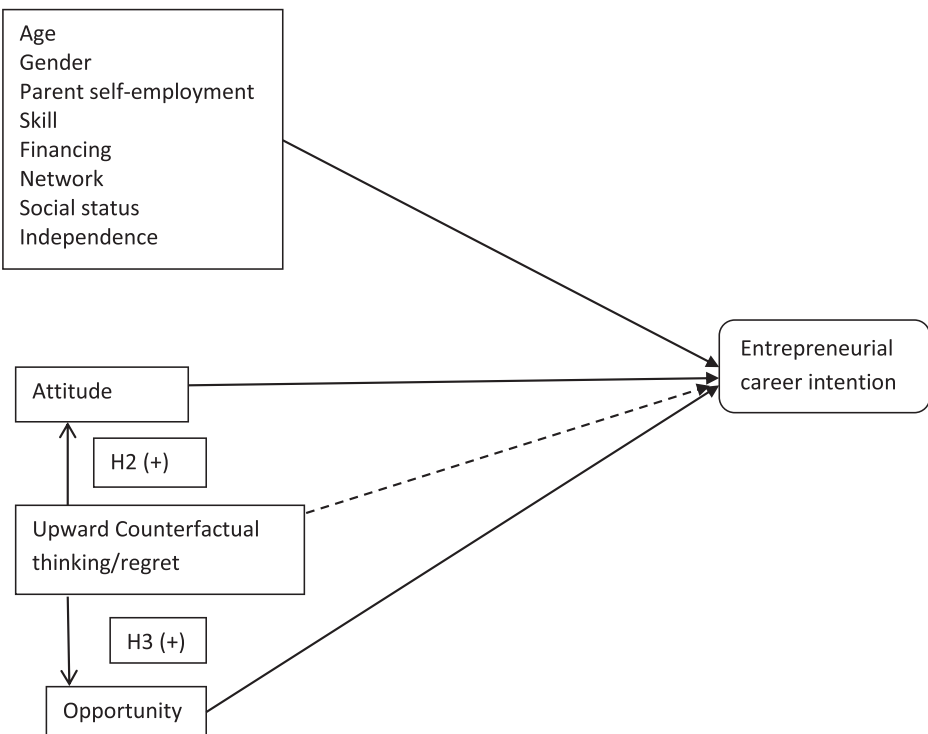 Age
Gender
Parent self-employment
Skill
Financing
Network
Social status
Independence
Entrepreneurial
career intention
Attitude
H2 (+)
Upward Counterfactual
thinking/regret
H3 (+)
Opportunity